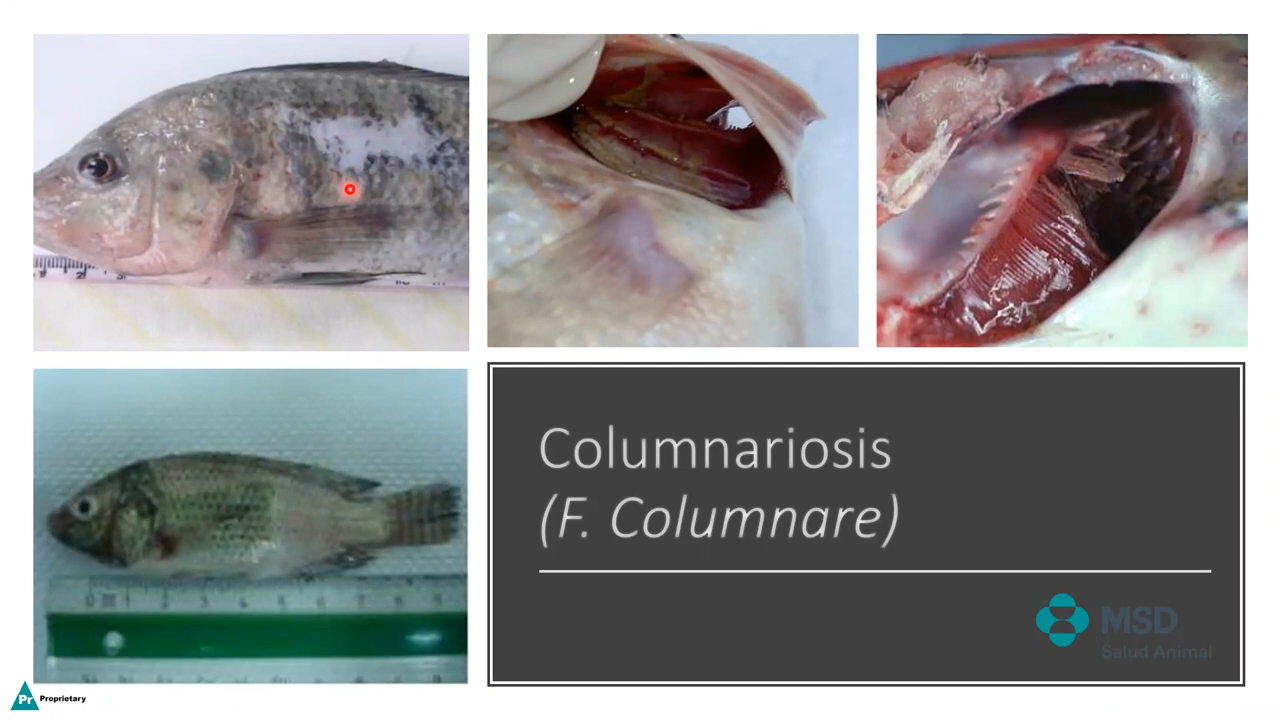 Columnariosis
(F. Columnare)
MSD
Salud Animal
Pr Proprietary